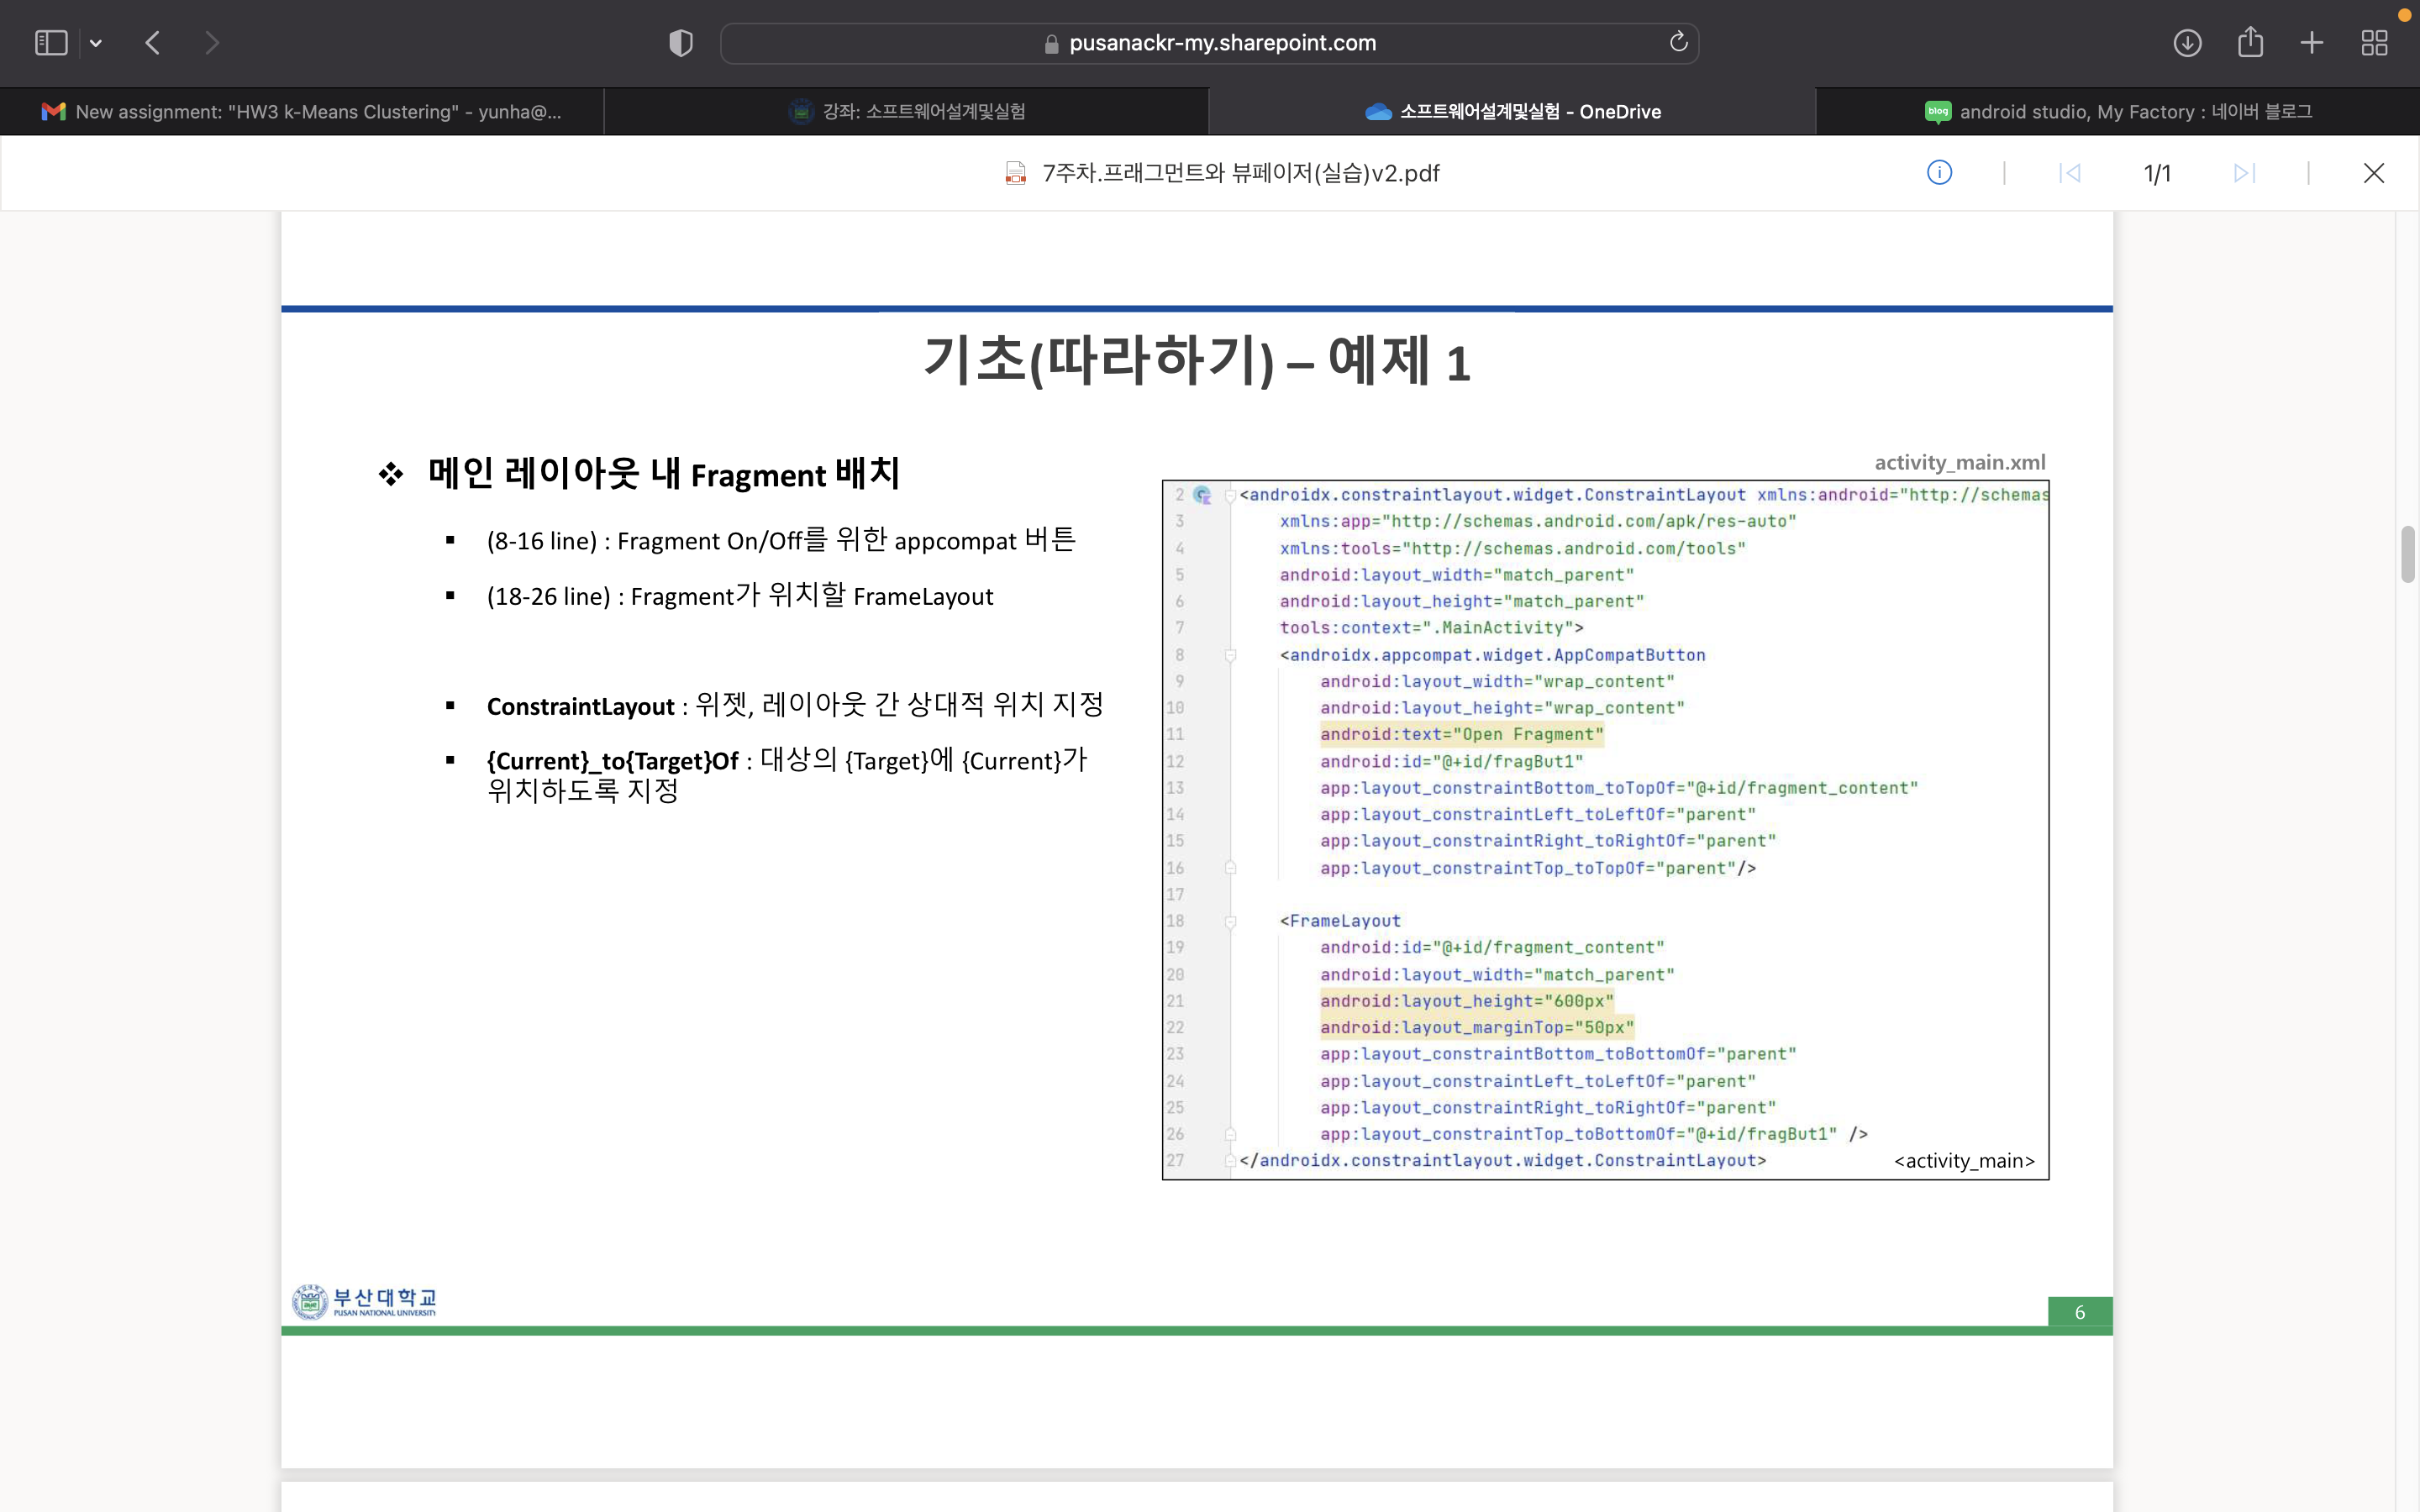 pusanackr-my.sharepoint.com
New assignment: "HW3 k-Means Clustering" - yunha@...
강좌: 소프트웨어설계및실험
소프트웨어설계및실험 - OneDrive
blog
android studio, My Factory : 네이버 블로그
7주차.프래그먼트와 뷰페이저(실습)v2.pdf
1/1
기초(따라하기) – 예제 1
❖ 메인 레이아웃 내 Fragment 배치
▪ (8-16 line) : Fragment On/Off를 위한 appcompat 버튼
▪ (18-26 line) : Fragment가 위치할 FrameLayout
▪ ConstraintLayout : 위젯, 레이아웃 간 상대적 위치 지정
▪ {Current}_to{Target}Of : 대상의 {Target}에 {Current}가
위치하도록 지정
activity_main.xml
2 <androidx.constraintlayout.widget.ConstraintLayout xmlns:android="http://schemas
3 xmlns:app="http://schemas.android.com/apk/res-auto"
4 xmlns:tools="http://schemas.android.com/tools"
5 android:layout_width="match_parent"
6 android:layout_height="match_parent"
7 tools:context=".MainActivity">
8 <androidx.appcompat.widget.AppCompatButton
9 android:layout_width="wrap_content"
10 android:layout_height="wrap_content"
11 android:text="Open Fragment"
12 android:id="@+id/fragBut1"
13 app:layout_constraintBottom_toTopOf="@+id/fragment_content"
14 app:layout_constraintLeft_toLeftOf="parent"
15 app:layout_constraintRight_toRightOf="parent"
16 app:layout_constraintTop_toTopOf="parent"/>
17
18 <FrameLayout
19 android:id="@+id/fragment_content"
20 android:layout_width="match_parent"
21 android:layout_height="600px"
22 android:layout_marginTop="50px"
23 app:layout_constraintBottom_toBottomOf="parent"
24 app:layout_constraintLeft_toLeftOf="parent"
25 app:layout_constraintRight_toRightOf="parent"
26 app:layout_constraintTop_toBottomOf="@+id/fragBut1" />
27 </androidx.constraintlayout.widget.ConstraintLayout>
<activity_main>
부산대학교
PUSAN NATIONAL UNIVERSITY
6